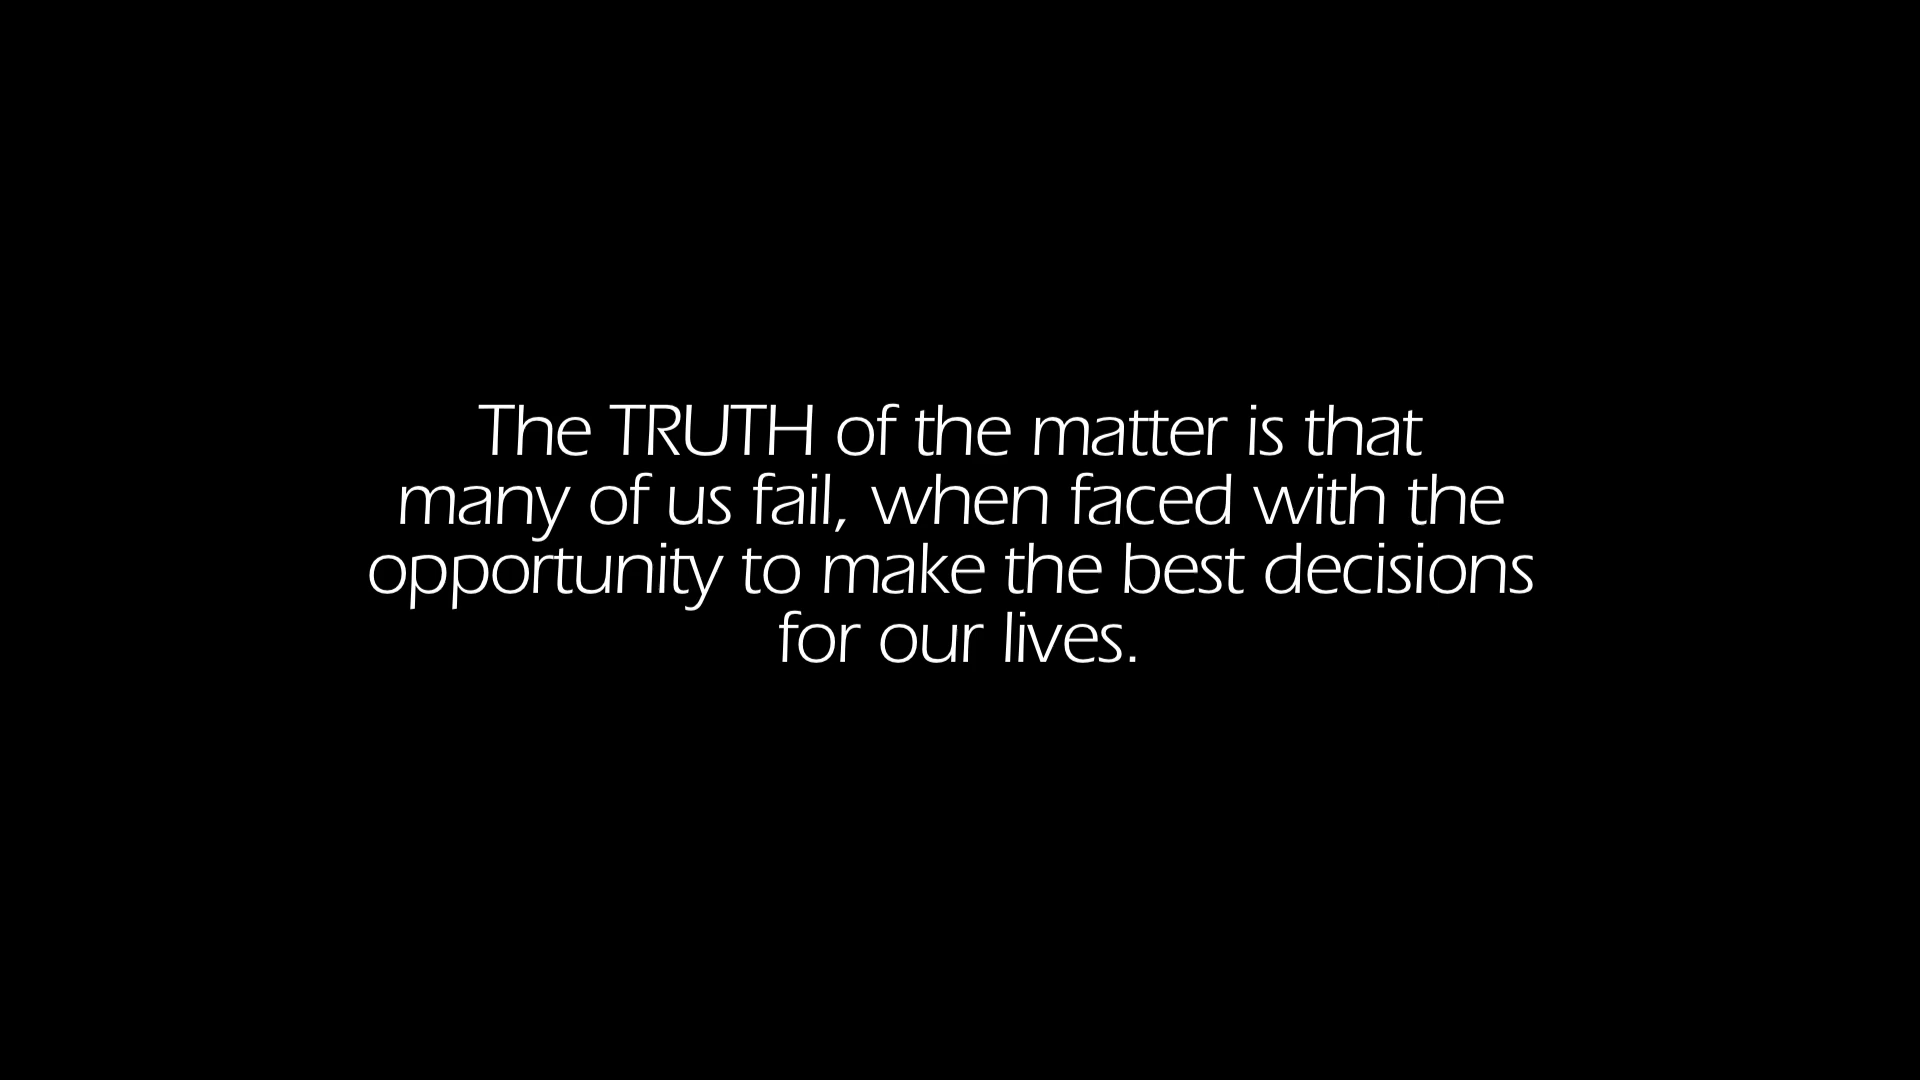 The TRUTH of the matter is that
many of us fail, when faced with the
opportunity to make the best decisions
for our lives.